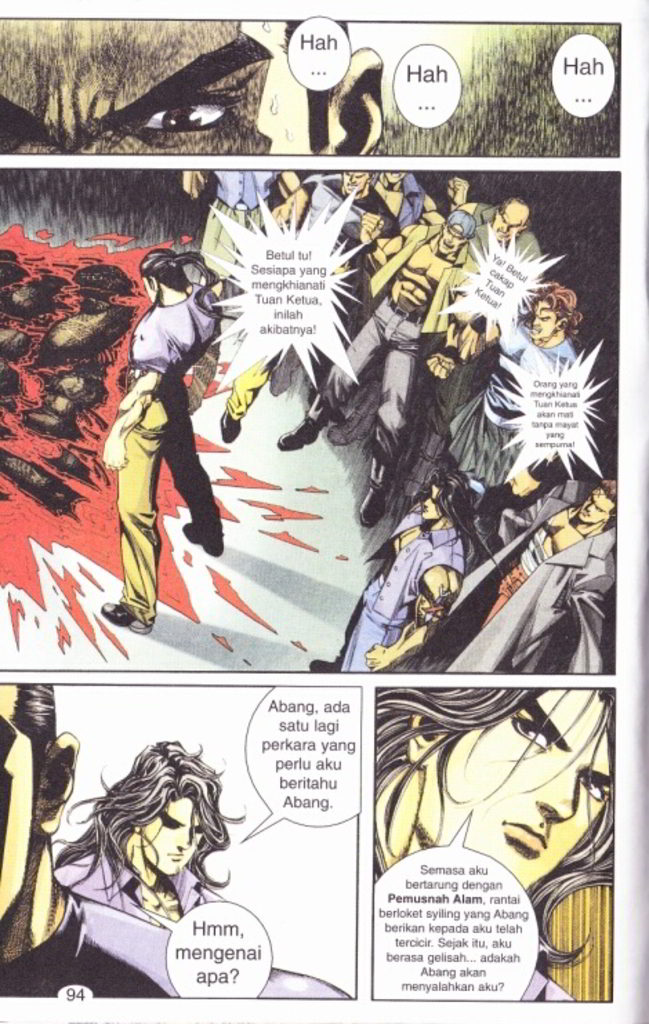 Hah
...
Hah
...
Hah
...
Betul tu!
Sesiapa yang
mengkhianati
Tuan Ketua,
inilah
akibatnya!
Ya! Betul
cakap
Tuan
Ketua!
Orang yang
mengkhianati
Tuan Ketua
akan mati
tanpa mayat
yang
sempurna!
Abang, ada
satu lagi
perkara yang
perlu aku
beritahu
Abang.
Hmm,
mengenai
apa?
Semasa aku
bertarung dengan
Pemusnah Alam, rantai
berloket syiling yang Abang
berikan kepada aku telah
tercicir. Sejak itu, aku
berasa gelisah... adakah
Abang akan
menyalahkan aku?
94